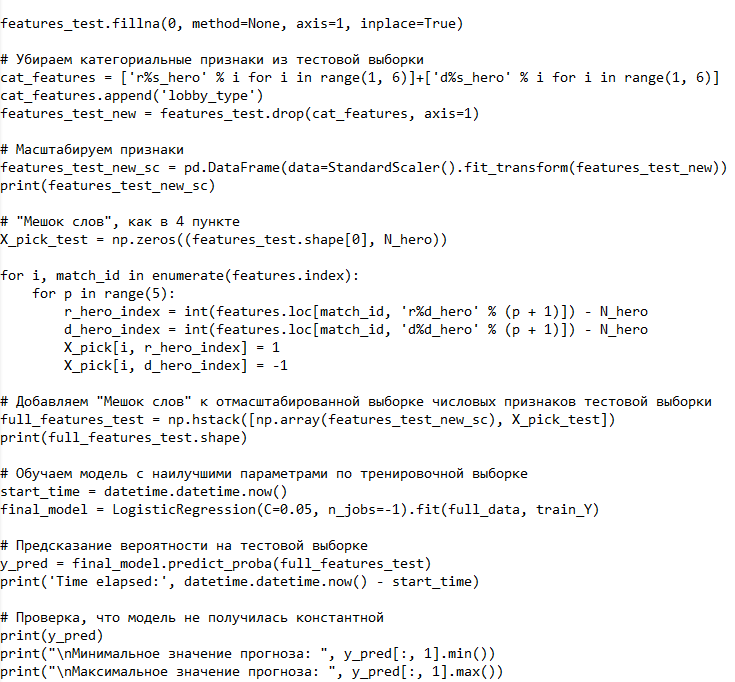 features_test.fillna(0, method=None, axis=1, inplace=True)
# Убираем категориальные признаки из тестовой выборки
cat_features = ['r%s_hero' % i for i in range(1, 6)]+['d%s_hero' % i for i in range(1, 6)]
cat_features.append('lobby_type')
features_test_new = features_test.drop(cat_features, axis=1)
# Масштабируем признаки
features_test_new_sc = pd.DataFrame(data=StandardScaler().fit_transform(features_test_new))
print(features_test_new_sc)
# "Мешок слов", как в 4 пункте
X_pick_test = np.zeros((features_test.shape[0], N_hero))
for i, match_id in enumerate(features.index):
    for p in range(5):
        r_hero_index = int(features.loc[match_id, 'r%d_hero' % (p + 1)]) - N_hero
        d_hero_index = int(features.loc[match_id, 'd%d_hero' % (p + 1)]) - N_hero
        X_pick[i, r_hero_index] = 1
        X_pick[i, d_hero_index] = -1
# Добавляем "Мешок слов" к отмасштабированной выборке числовых признаков тестовой выборки
full_features_test = np.hstack([np.array(features_test_new_sc), X_pick_test])
print(full_features_test.shape)
# Обучаем модель с наилучшими параметрами по тренировочной выборке
start_time = datetime.datetime.now()
final_model = LogisticRegression(C=0.05, n_jobs=-1).fit(full_data, train_Y)
# Предсказание вероятности на тестовой выборке
y_pred = final_model.predict_proba(full_features_test)
print('Time elapsed:', datetime.datetime.now() - start_time)
# Проверка, что модель не получилась константной
print(y_pred)
print("\nМинимальное значение прогноза: ", y_pred[:, 1].min())
print("\nМаксимальное значение прогноза: ", y_pred[:, 1].max())